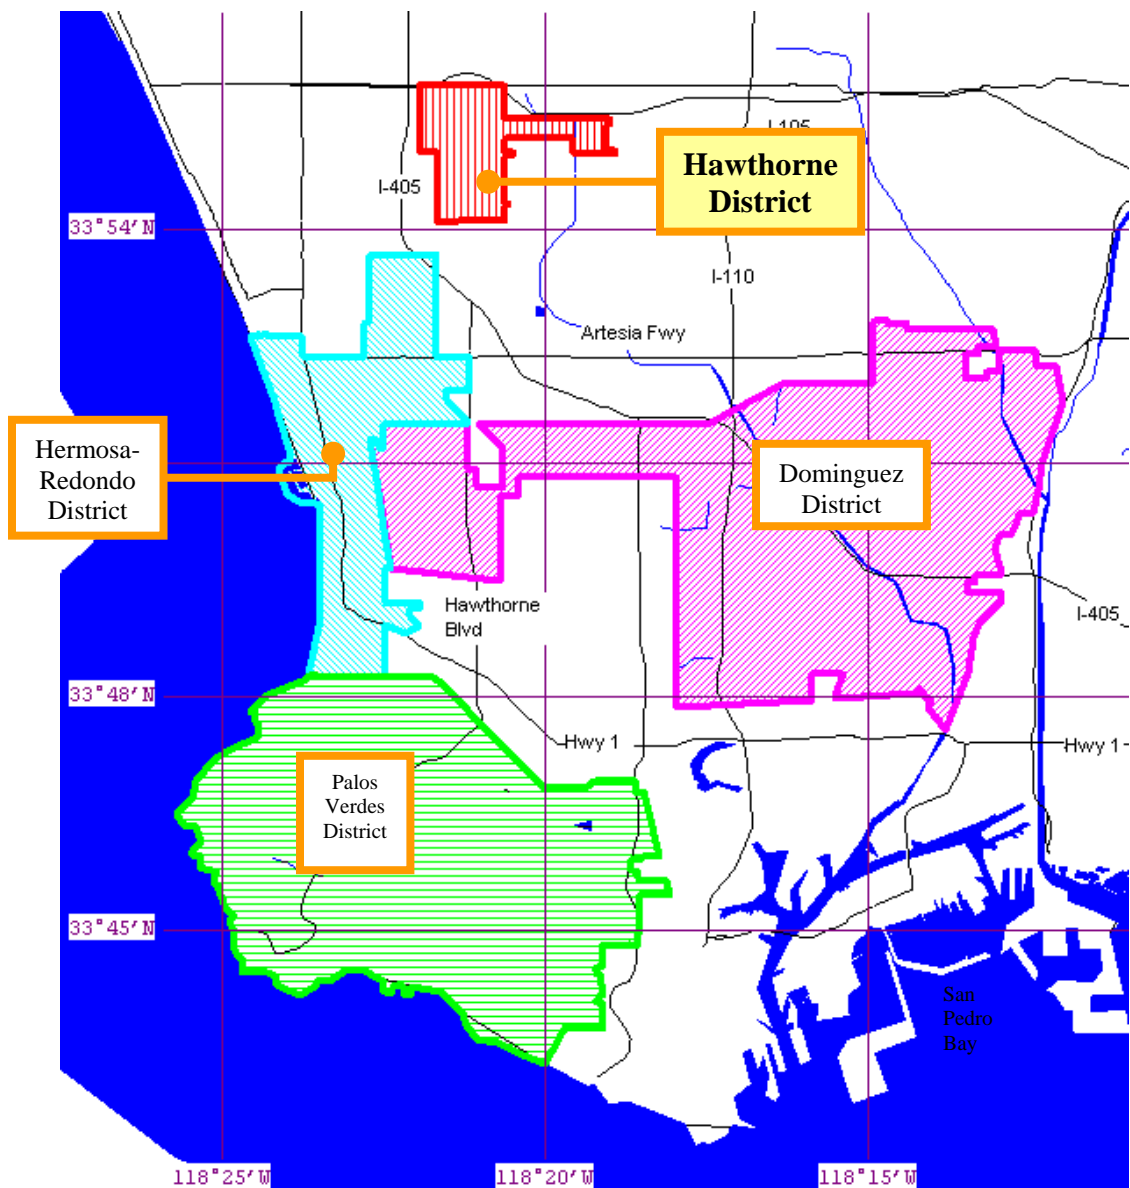 I-105
Hawthorne
District
I-405
33°54′N
I-110
Artesia Fwy
Hermosa-
Redondo
District
Dominguez
District
Hawthorne
Blvd
I-405
33°48′N
Hwy 1
Hwy 1
Palos
Verdes
District
33°45′N
San
Pedro
Bay
118°25′W
118°20′W
118°15′W